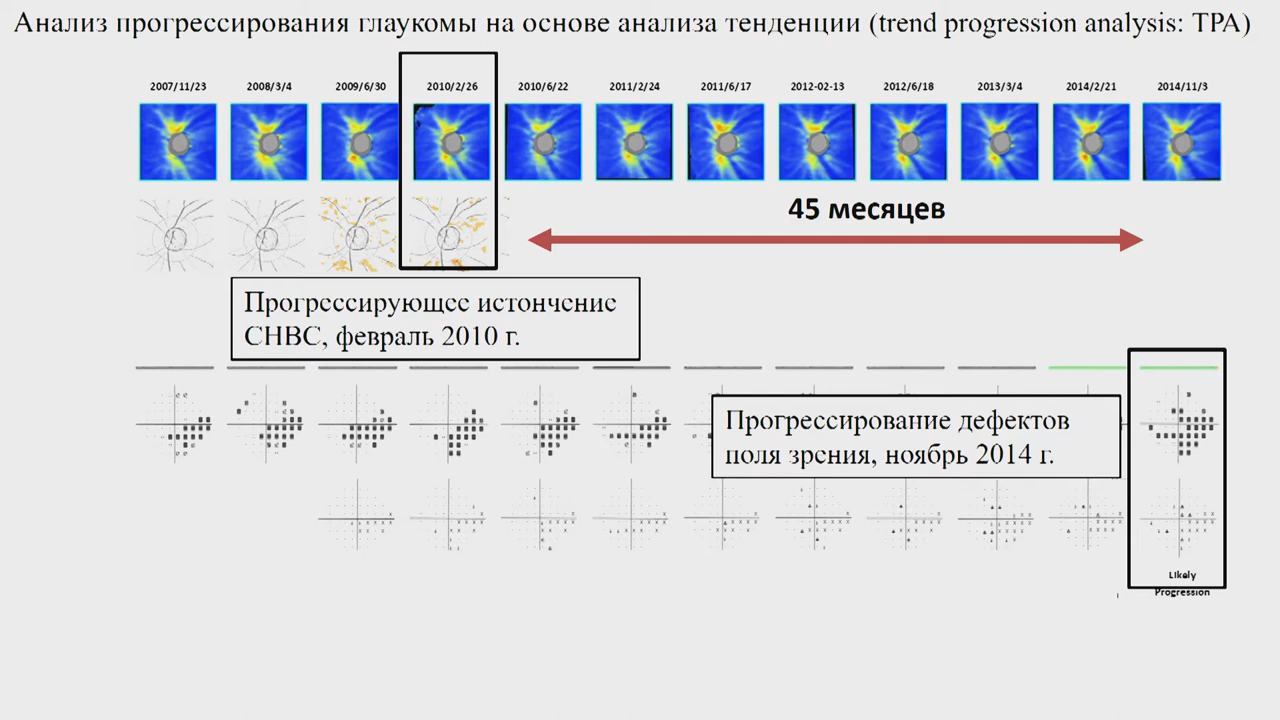 Анализ прогрессирования глаукомы на основе анализа тенденции (trend progression analysis: TPA)
2007/11/23 2008/3/4 2009/6/30 2010/2/26 2010/6/22 2011/2/24 2011/6/17 2012-02-13 2012/6/18 2013/3/4 2014/2/21 2014/11/3
45 месяцев
Прогрессирующее истончение
СНВС, февраль 2010 г.
Прогрессирование дефектов
поля зрения, ноябрь 2014 г.
Likely
Progression